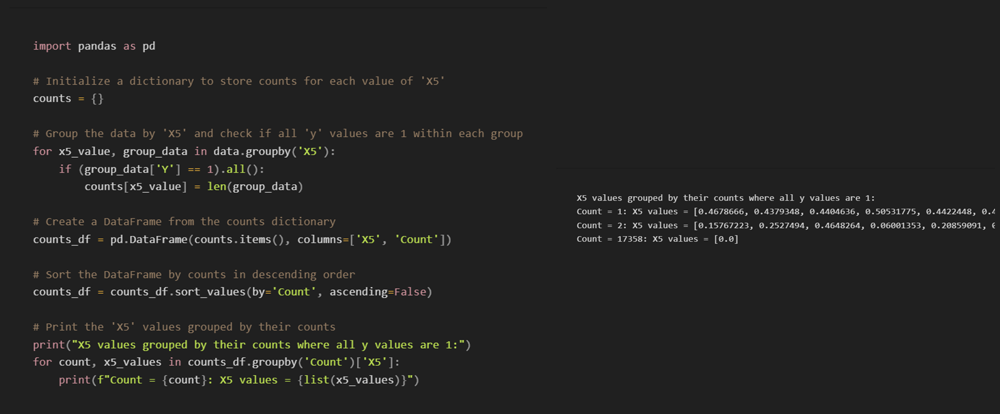 import pandas as pd
# Initialize a dictionary to store counts for each value of 'X5'
counts = {}
# Group the data by 'X5' and check if all 'y' values are 1 within each group
for x5_value, group_data in data.groupby('X5'):
    if (group_data['Y'] == 1).all():
        counts[x5_value] = len(group_data)
# Create a DataFrame from the counts dictionary
counts_df = pd.DataFrame(counts.items(), columns=['X5', 'Count'])
# Sort the DataFrame by counts in descending order
counts_df = counts_df.sort_values(by='Count', ascending=False)
# Print the 'X5' values grouped by their counts
print("X5 values grouped by their counts where all y values are 1:")
for count, x5_values in counts_df.groupby('Count')['X5']:
    print(f"Count = {count}: X5 values = {list(x5_values)}")
X5 values grouped by their counts where all y values are 1:
Count = 1: X5 values = [0.4678666, 0.4379348, 0.4404636, 0.50531775, 0.4422448,
Count = 2: X5 values = [0.15767223, 0.2527494, 0.4648264, 0.06001353, 0.20859091,
Count = 17358: X5 values = [0.0]